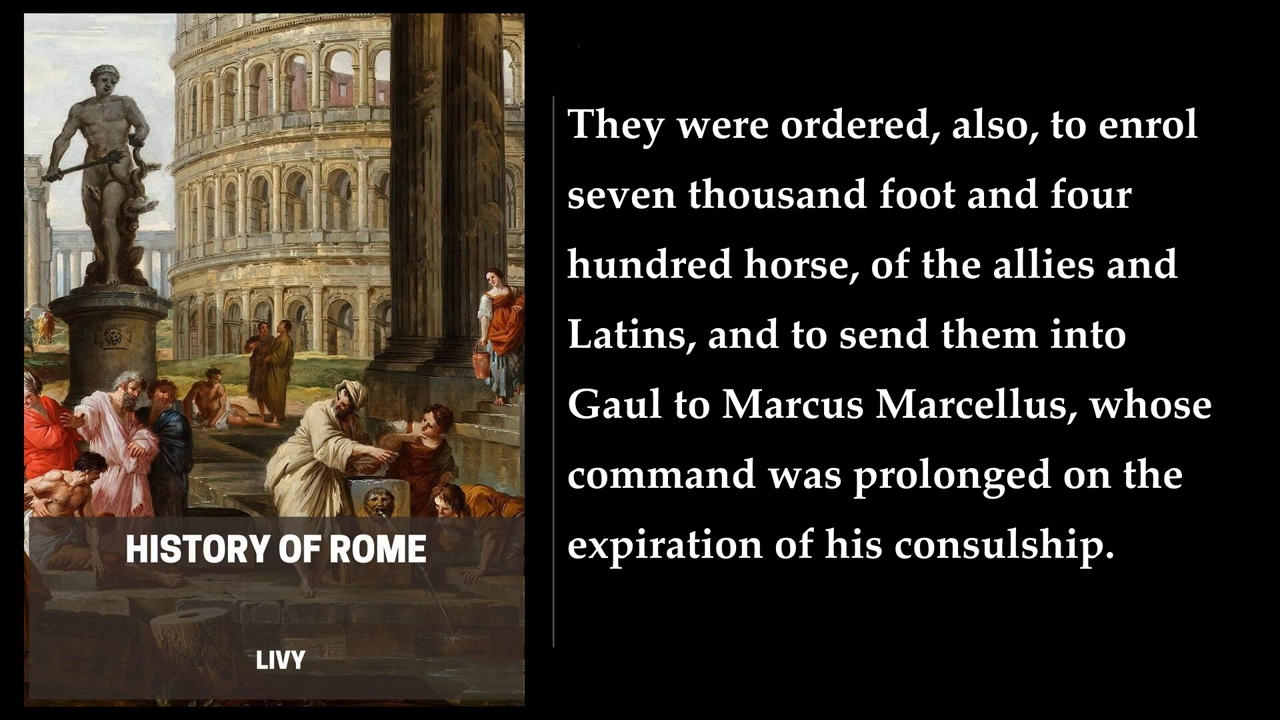 HISTORY OF ROME
LIVY
They were ordered, also, to enrol
seven thousand foot and four
hundred horse, of the allies and
Latins, and to send them into
Gaul to Marcus Marcellus, whose
command was prolonged on the
expiration of his consulship.